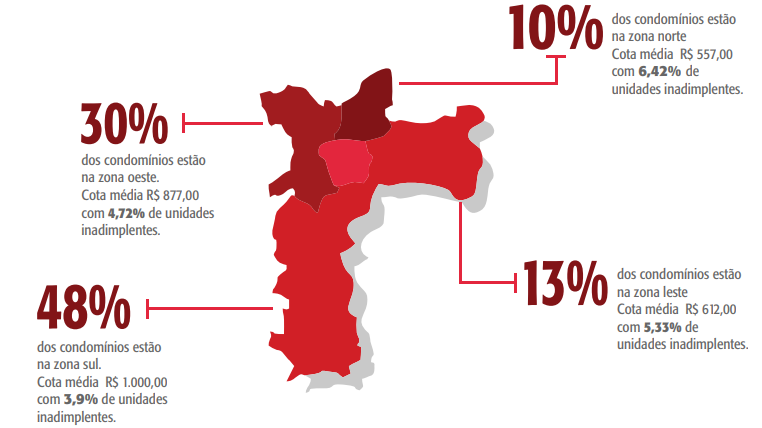 10%
dos condomínios estão
na zona norte
Cota média R$ 557,00
com 6,42% de
unidades inadimplentes.
30%
dos condomínios estão
na zona oeste.
Cota média R$ 877,00
com 4,72% de unidades
inadimplentes.
13%
dos condomínios estão
na zona leste
Cota média R$ 612,00
com 5,33% de
unidades inadimplentes.
48%
dos condomínios estão
na zona sul.
Cota média R$ 1.000,00
com 3,9% de unidades
inadimplentes.